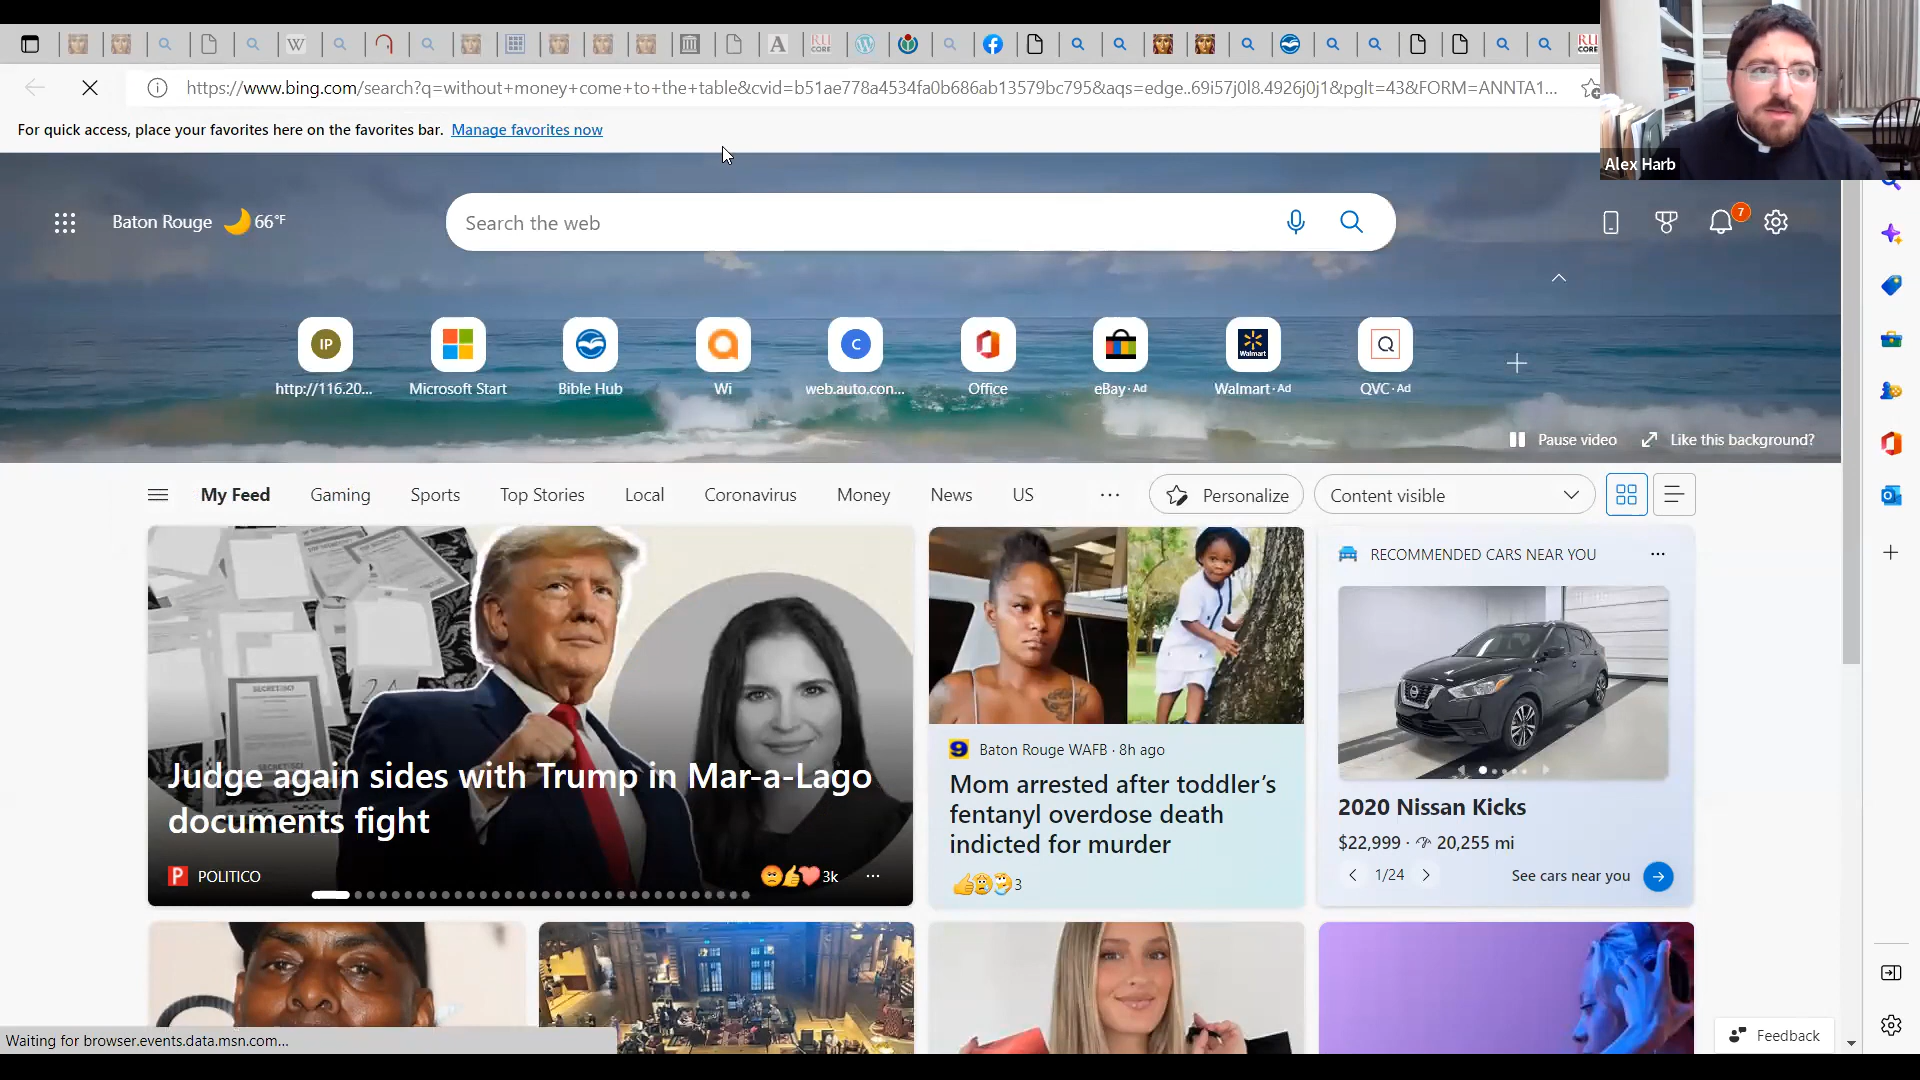 https://www.bing.com/search?q=without+money+come+to+the+table&cvid=b51ae778a4534fa0b686ab13579bc795&aqs=edge..69i57j0l8.4926j0j1&pglt=43&FORM=ANNTA1...
For quick access, place your favorites here on the favorites bar. Manage favorites now
Alex Harb
Baton Rouge 66°F
Search the web
7
IP
C
Walmart
http://116.20...
Microsoft Start
Bible Hub
Wi
web.auto.con...
Office
eBay · Ad
Walmart · Ad
QVC · Ad
Pause video
Like this background?
My Feed
Gaming
Sports
Top Stories
Local
Coronavirus
Money
News
US
...
Personalize
Content visible
Judge again sides with Trump in Mar-a-Lago
documents fight
POLITICO
3k
...
9 Baton Rouge WAFB · 8h ago
Mom arrested after toddler's
fentanyl overdose death
indicted for murder
3
RECOMMENDED CARS NEAR YOU
...
2020 Nissan Kicks
$22,999 · 20,255 mi
1/24
See cars near you
Waiting for browser.events.data.msn.com...
Feedback